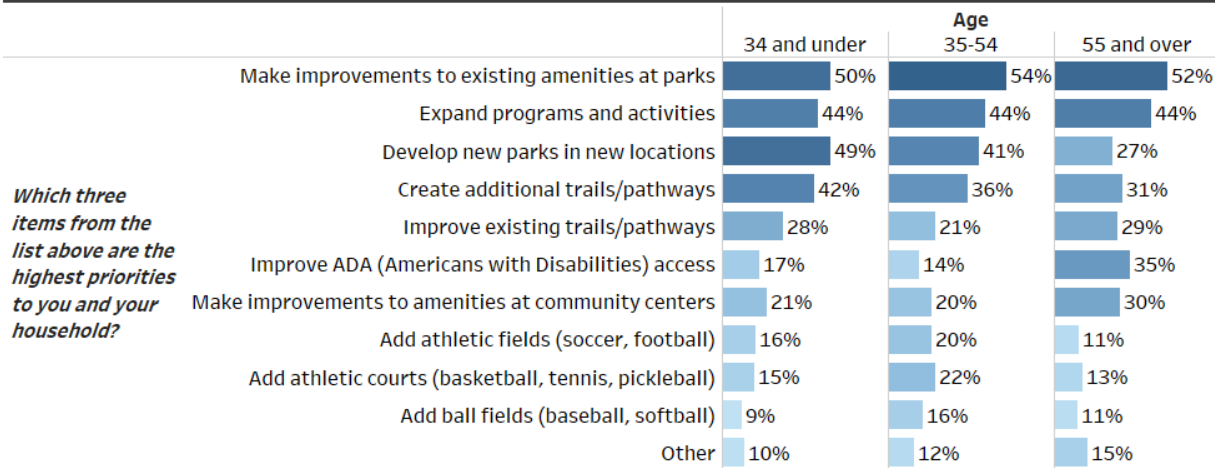 Age
34 and under 35-54 55 and over
Make improvements to existing amenities at parks 50% 54% 52%
Expand programs and activities 44% 44% 44%
Develop new parks in new locations 49% 41% 27%
Create additional trails/pathways 42% 36% 31%
Improve existing trails/pathways 28% 21% 29%
Improve ADA (Americans with Disabilities) access 17% 14% 35%
Make improvements to amenities at community centers 21% 20% 30%
Add athletic fields (soccer, football) 16% 20% 11%
Add athletic courts (basketball, tennis, pickleball) 15% 22% 13%
Add ball fields (baseball, softball) 9% 16% 11%
Other 10% 12% 15%
Which three
items from the
list above are the
highest priorities
to you and your
household?